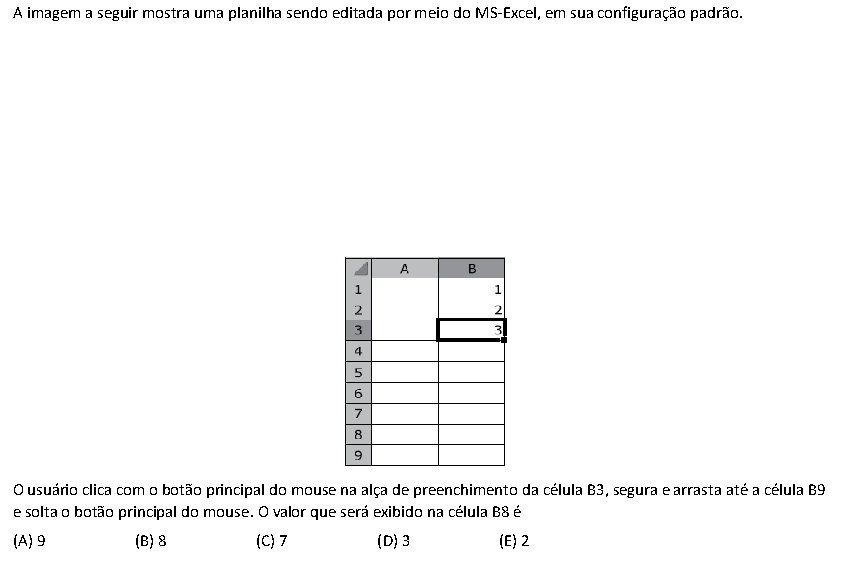 A imagem a seguir mostra uma planilha sendo editada por meio do MS-Excel, em sua configuração padrão.
A B
1 1
2 2
3 3
4
5
6
7
8
9
O usuário clica com o botão principal do mouse na alça de preenchimento da célula B3, segura e arrasta até a célula B9
e solta o botão principal do mouse. O valor que será exibido na célula B8 é
(A) 9 (B) 8 (C) 7 (D) 3 (E) 2